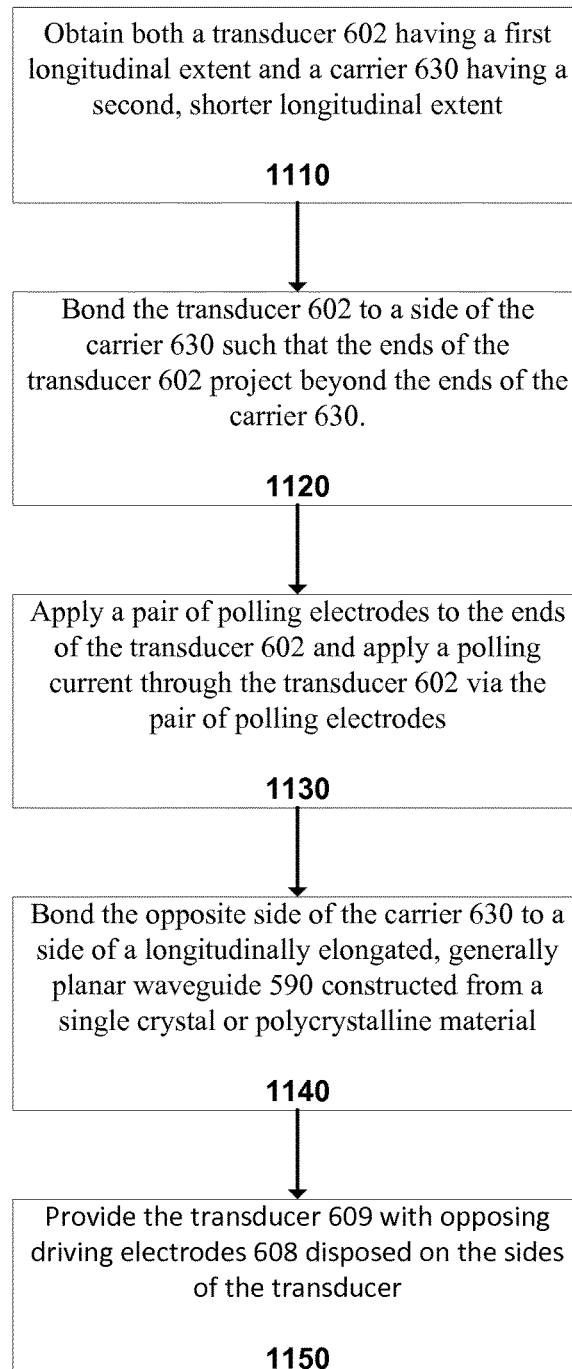 Obtain both a transducer 602 having a first
longitudinal extent and a carrier 630 having a
second, shorter longitudinal extent
1110
Bond the transducer 602 to a side of the
carrier 630 such that the ends of the
transducer 602 project beyond the ends of the
carrier 630.
1120
Apply a pair of polling electrodes to the ends
of the transducer 602 and apply a polling
current through the transducer 602 via the
pair of polling electrodes
1130
Bond the opposite side of the carrier 630 to a
side of a longitudinally elongated, generally
planar waveguide 590 constructed from a
single crystal or polycrystalline material
1140
Provide the transducer 609 with opposing
driving electrodes 608 disposed on the sides
of the transducer
1150